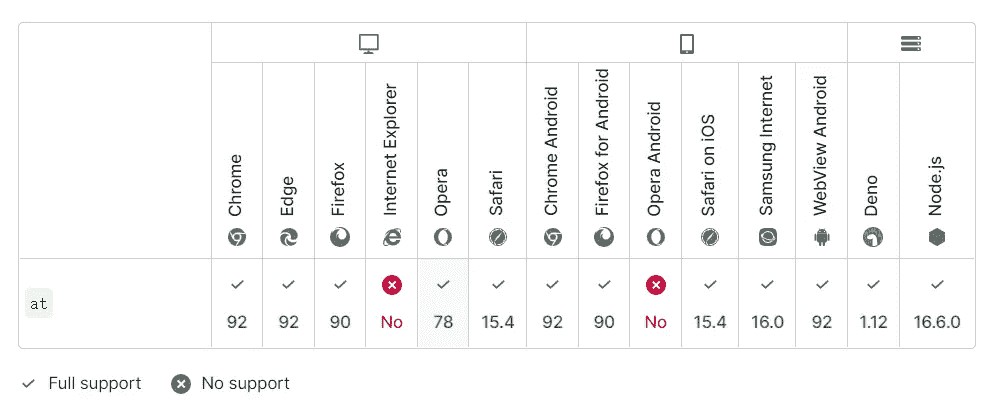 Chrome
Edge
Firefox
Internet Explorer
Opera
Safari
Chrome Android
Firefox for Android
Opera Android
Safari on iOS
Samsung Internet
WebView Android
Deno
Node.js
at
92 92 90 No 78 15.4 92 90 No 15.4 16.0 92 1.12 16.6.0
Full support No support